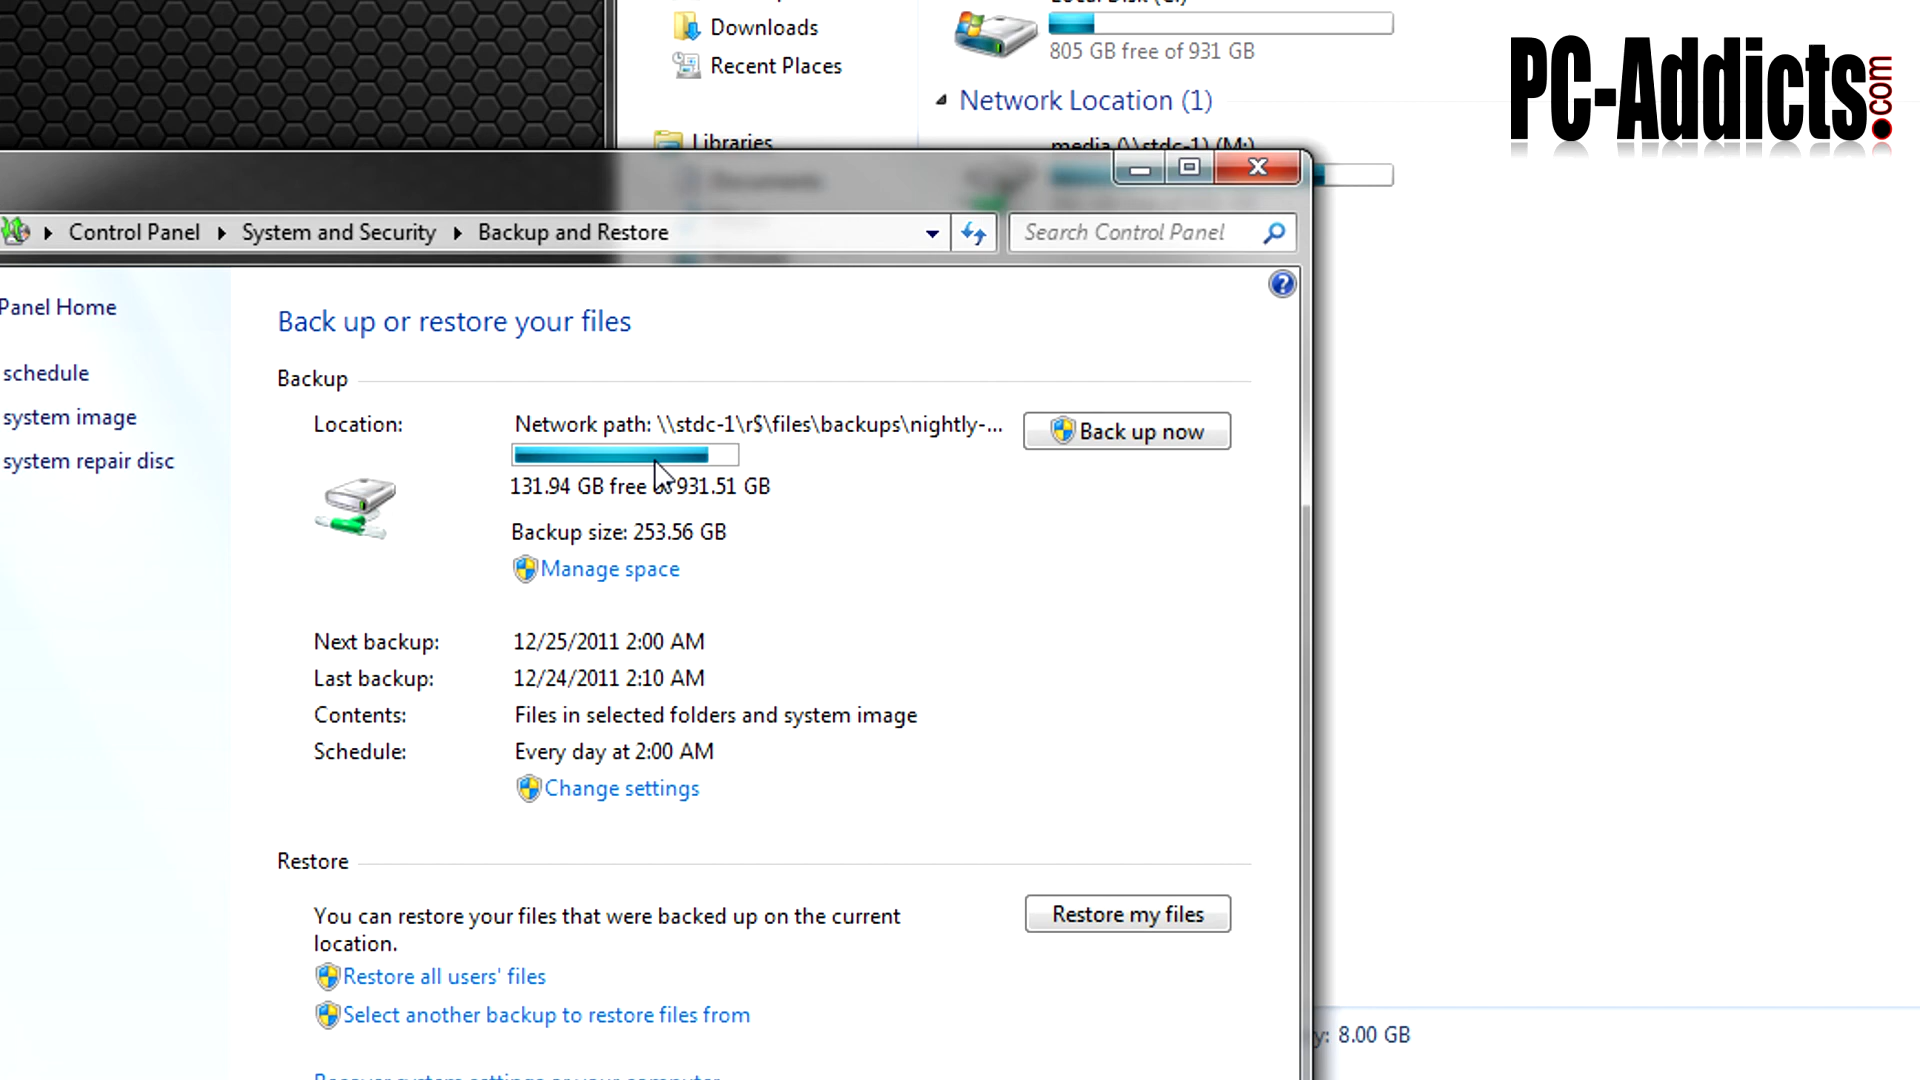 Downloads
Recent Places
805 GB free of 931 GB
Network Location (1)
PC-Addicts.com
Libraries
media (\\stdc-1) (M:)
Documents
Control Panel
System and Security
Backup and Restore
Search Control Panel
Panel Home
schedule
system image
system repair disc
Back up or restore your files
Backup
Location:
Network path: \\stdc-1\r$\files\backups\nightly-...
Back up now
131.94 GB free of 931.51 GB
Backup size: 253.56 GB
Manage space
Next backup:
12/25/2011 2:00 AM
Last backup:
12/24/2011 2:10 AM
Contents:
Files in selected folders and system image
Schedule:
Every day at 2:00 AM
Change settings
Restore
You can restore your files that were backed up on the current
location.
Restore my files
Restore all users' files
Select another backup to restore files from
y: 8.00 GB
Recover system settings or your computer